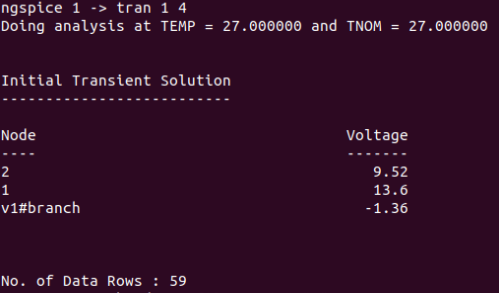 ngspice 1 -> tran 1 4
Doing analysis at TEMP = 27.000000 and TNOM = 27.000000
Initial Transient Solution
--------------------------
Node Voltage
---- -------
2 9.52
1 13.6
v1#branch -1.36
No. of Data Rows : 59